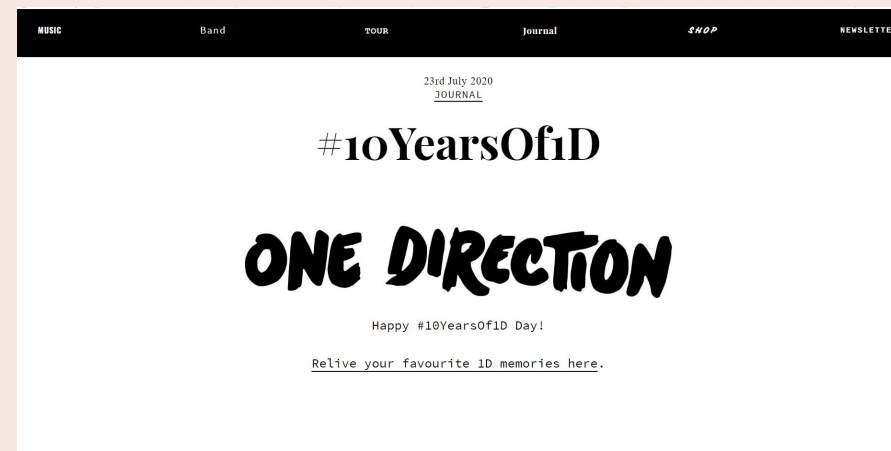 MUSIC Band TOUR Journal SHOP NEWSLETTE
23rd July 2020
JOURNAL
#10YearsOf1D
ONE DIRECTION
Happy #10YearsOf1D Day!
Relive your favourite 1D memories here.